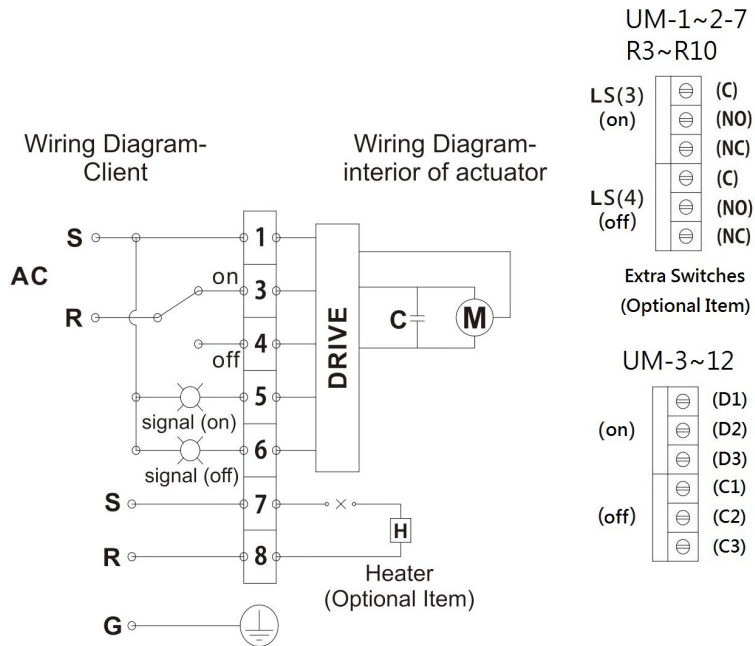 Wiring Diagram-
Client
Wiring Diagram-
interior of actuator
S
AC
R
on
off
signal (on)
signal (off)
S
R
G
1
3
4
5
6
7
8
DRIVE
C
M
H
Heater
(Optional Item)
UM-1~2-7
R3~R10
LS(3)
(on)
(C)
(NO)
(NC)
LS(4)
(off)
(C)
(NO)
(NC)
Extra Switches
(Optional Item)
UM-3~12
(on)
(D1)
(D2)
(D3)
(off)
(C1)
(C2)
(C3)